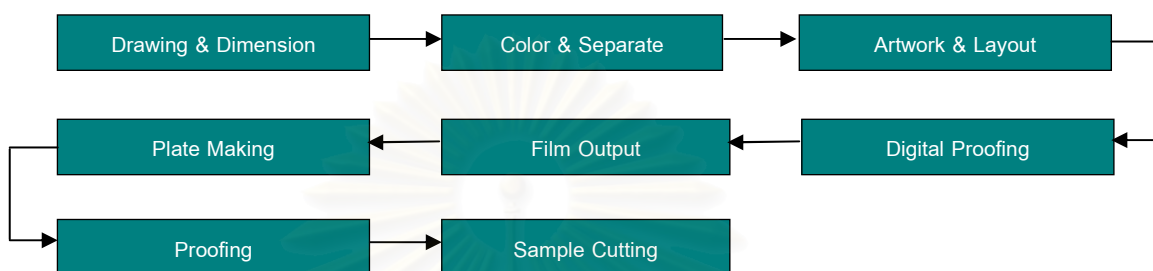 Drawing & Dimension
Color & Separate
Artwork & Layout
Digital Proofing
Film Output
Plate Making
Proofing
Sample Cutting